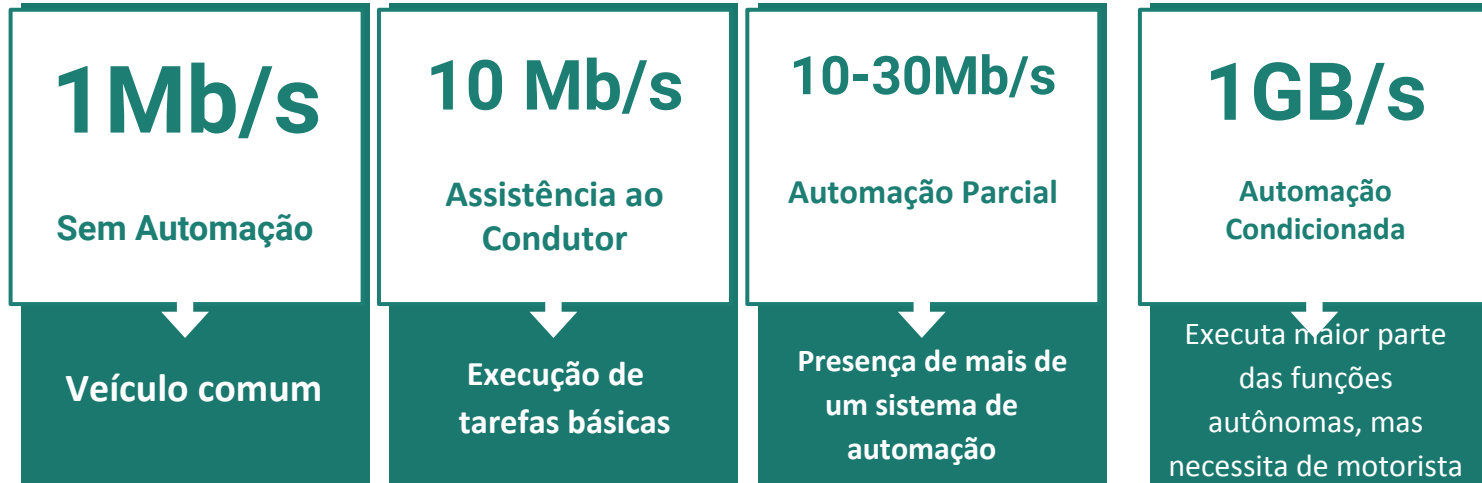 1Mb/s
Sem Automação
Veículo comum
10 Mb/s
Assistência ao
Condutor
Execução de
tarefas básicas
10-30Mb/s
Automação Parcial
Presença de mais de
um sistema de
automação
1GB/s
Automação
Condicionada
Executa maior parte
das funções
autônomas, mas
necessita de motorista